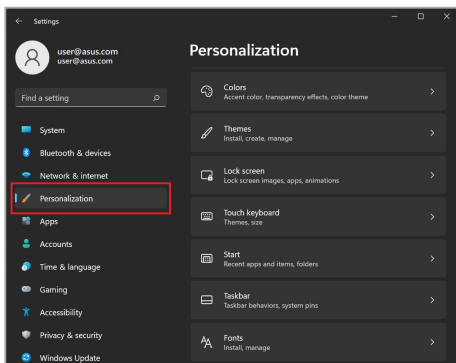 Settings
user@asus.com
user@asus.com
Find a setting
System
Bluetooth & devices
Network & internet
Personalization
Apps
Accounts
Time & language
Gaming
Accessibility
Privacy & security
Windows Update
Personalization
Colors
Accent color, transparency effects, color theme
Themes
Install, create, manage
Lock screen
Lock screen images, apps, animations
Touch keyboard
Themes, size
Start
Recent apps and items, folders
Taskbar
Taskbar behaviors, system pins
Fonts
Install, manage